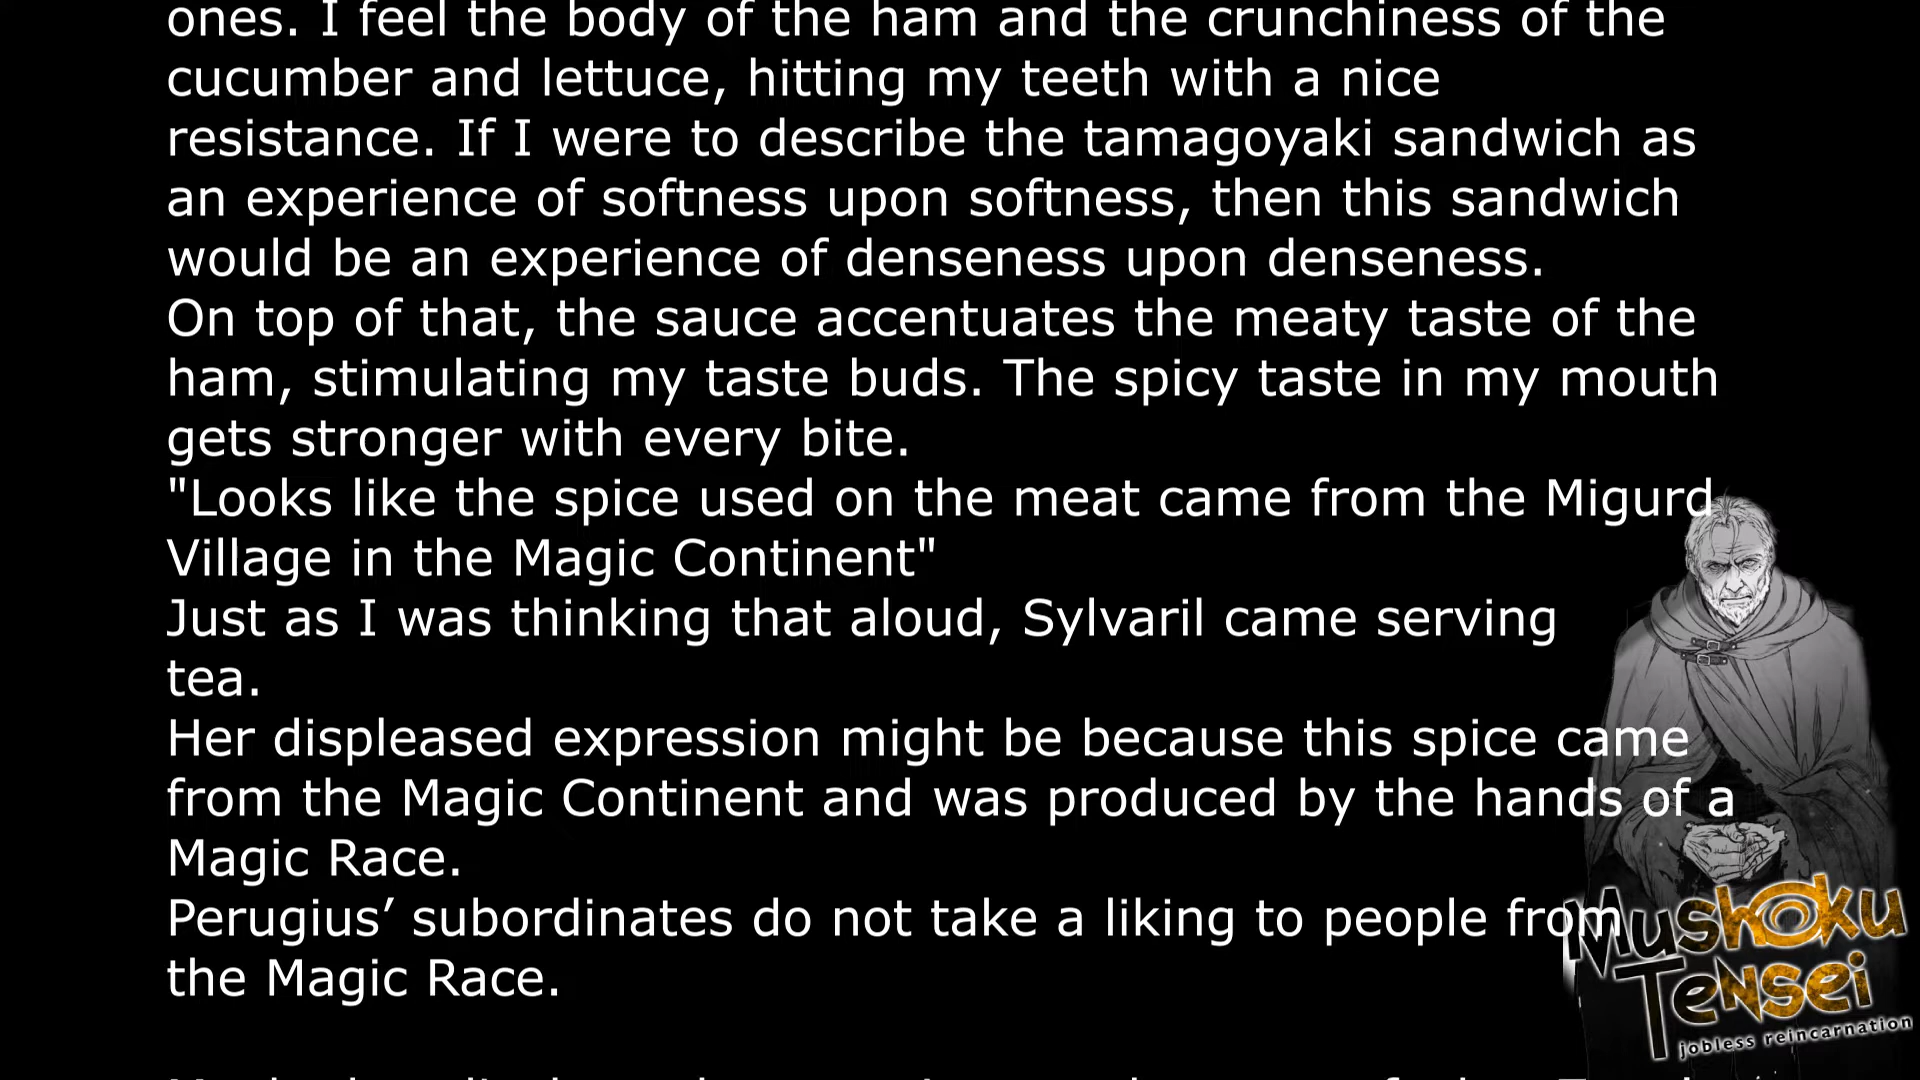 ones. I feel the body of the ham and the crunchiness of the
cucumber and lettuce, hitting my teeth with a nice
resistance. If I were to describe the tamagoyaki sandwich as
an experience of softness upon softness, then this sandwich
would be an experience of denseness upon denseness.
On top of that, the sauce accentuates the meaty taste of the
ham, stimulating my taste buds. The spicy taste in my mouth
gets stronger with every bite.
"Looks like the spice used on the meat came from the Migurd
Village in the Magic Continent"
Just as I was thinking that aloud, Sylvaril came serving
tea.
Her displeased expression might be because this spice came
from the Magic Continent and was produced by the hands of a
Magic Race.
Perugius’ subordinates do not take a liking to people from
the Magic Race.
Mushoku
Tensei
jobless reincarnation